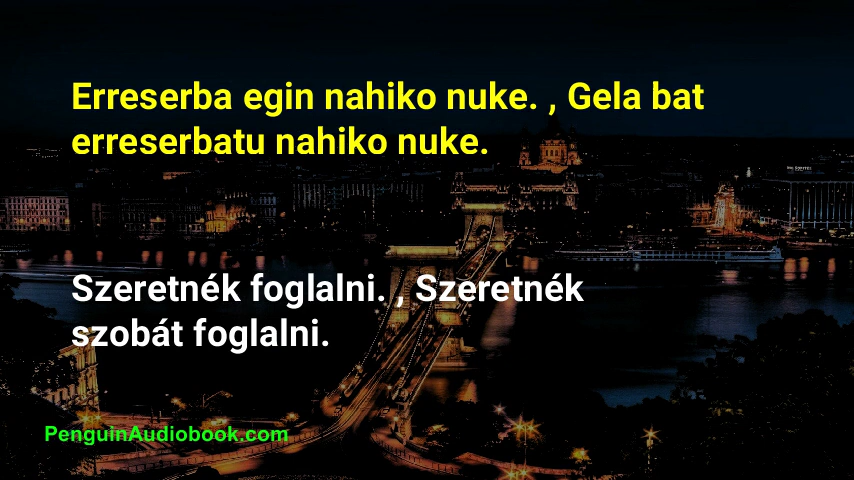 Erreserba egin nahiko nuke. , Gela bat
erreserbatu nahiko nuke.
Szeretnék foglalni. , Szeretnék
szobát foglalni.
PenguinAudiobook.com